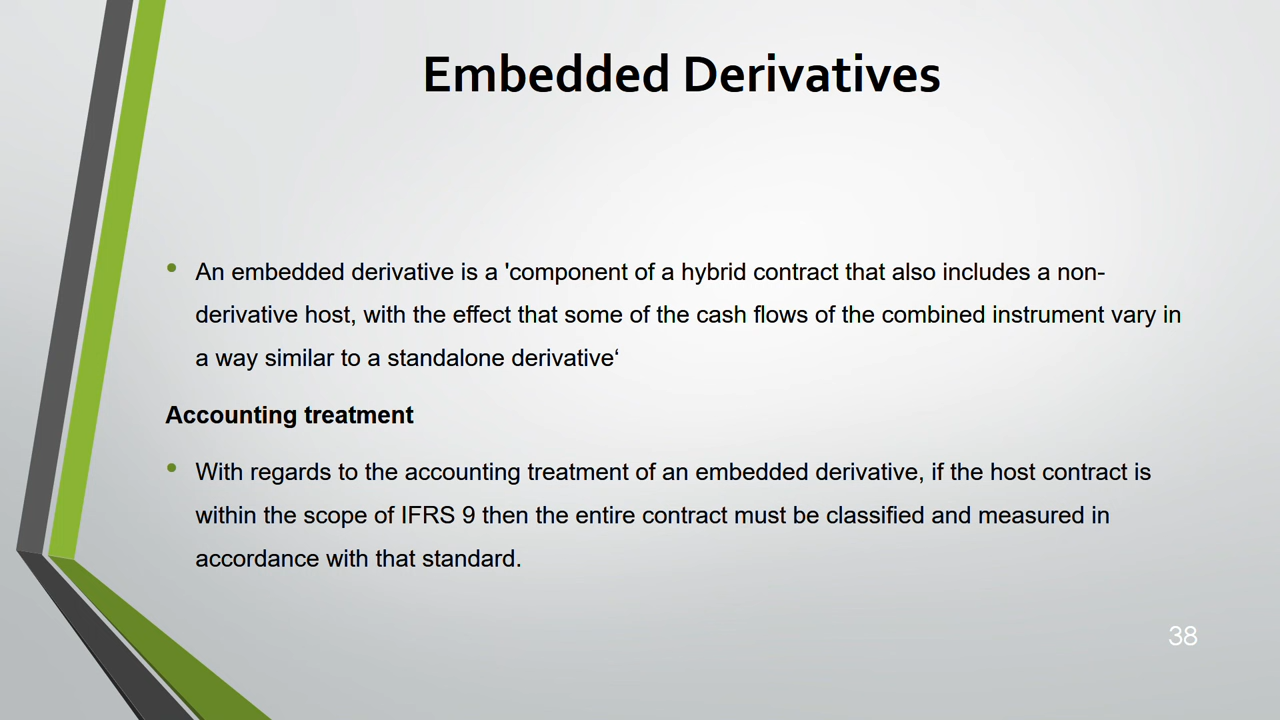 Embedded Derivatives
• An embedded derivative is a 'component of a hybrid contract that also includes a non-
derivative host, with the effect that some of the cash flows of the combined instrument vary in
a way similar to a standalone derivative‘
Accounting treatment
• With regards to the accounting treatment of an embedded derivative, if the host contract is
within the scope of IFRS 9 then the entire contract must be classified and measured in
accordance with that standard.
38